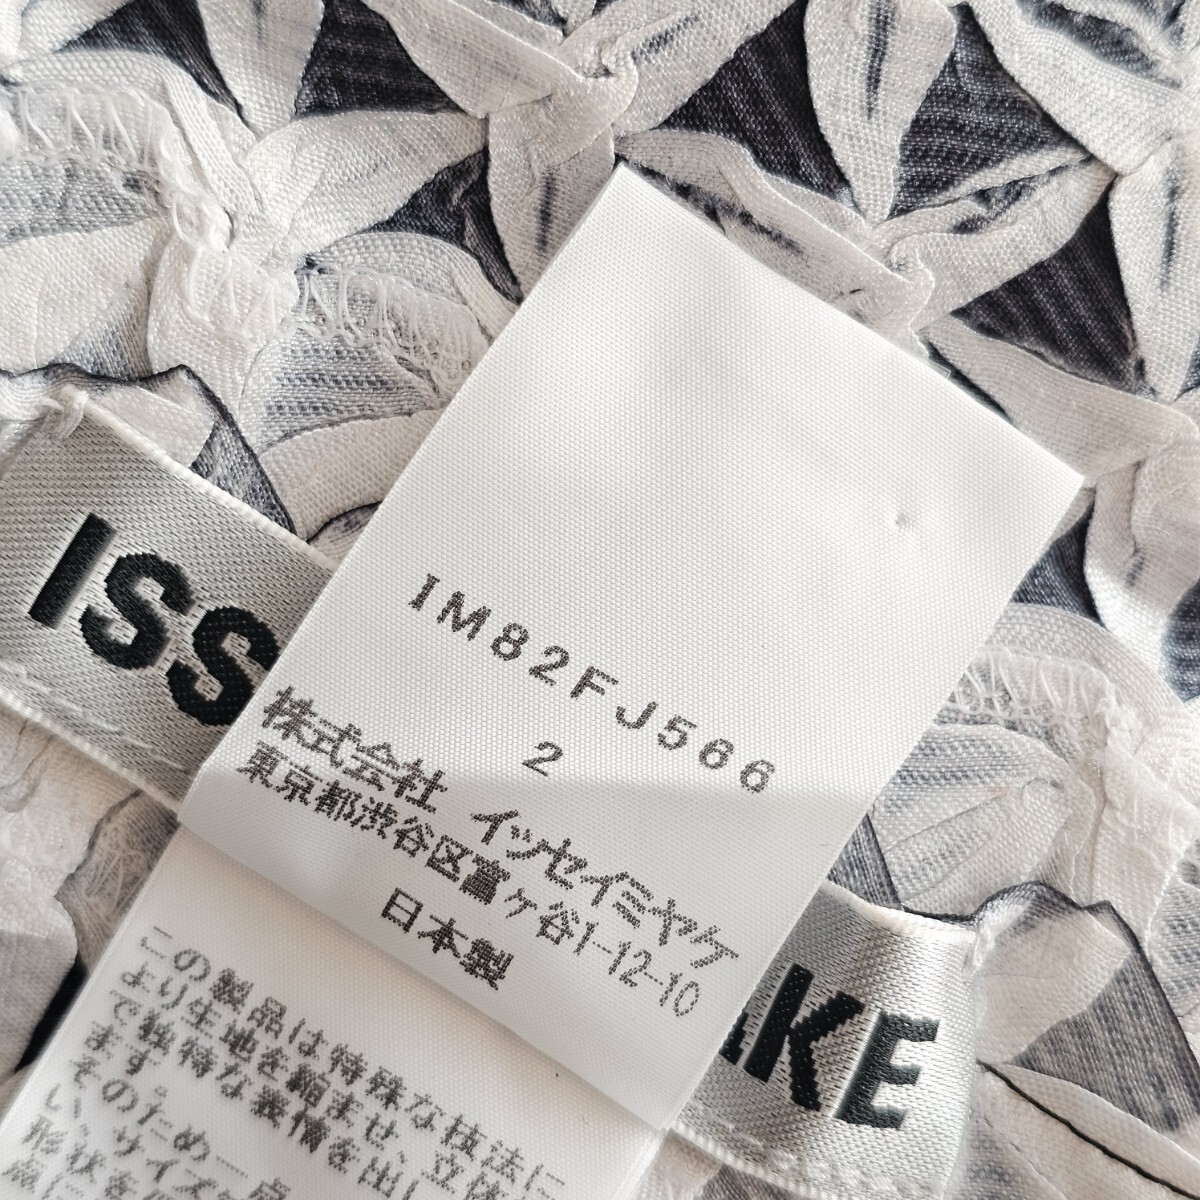 ISS
AKE
IM82FJ566
2
株式会社 イッセイミヤケ
東京都渋谷区富ヶ谷1-12-10
日本製
この製品は特殊な技法に
より生地を縮ませ、立体
で独特な表情を出し
ます。
そのため一点
いサイズ
形状を